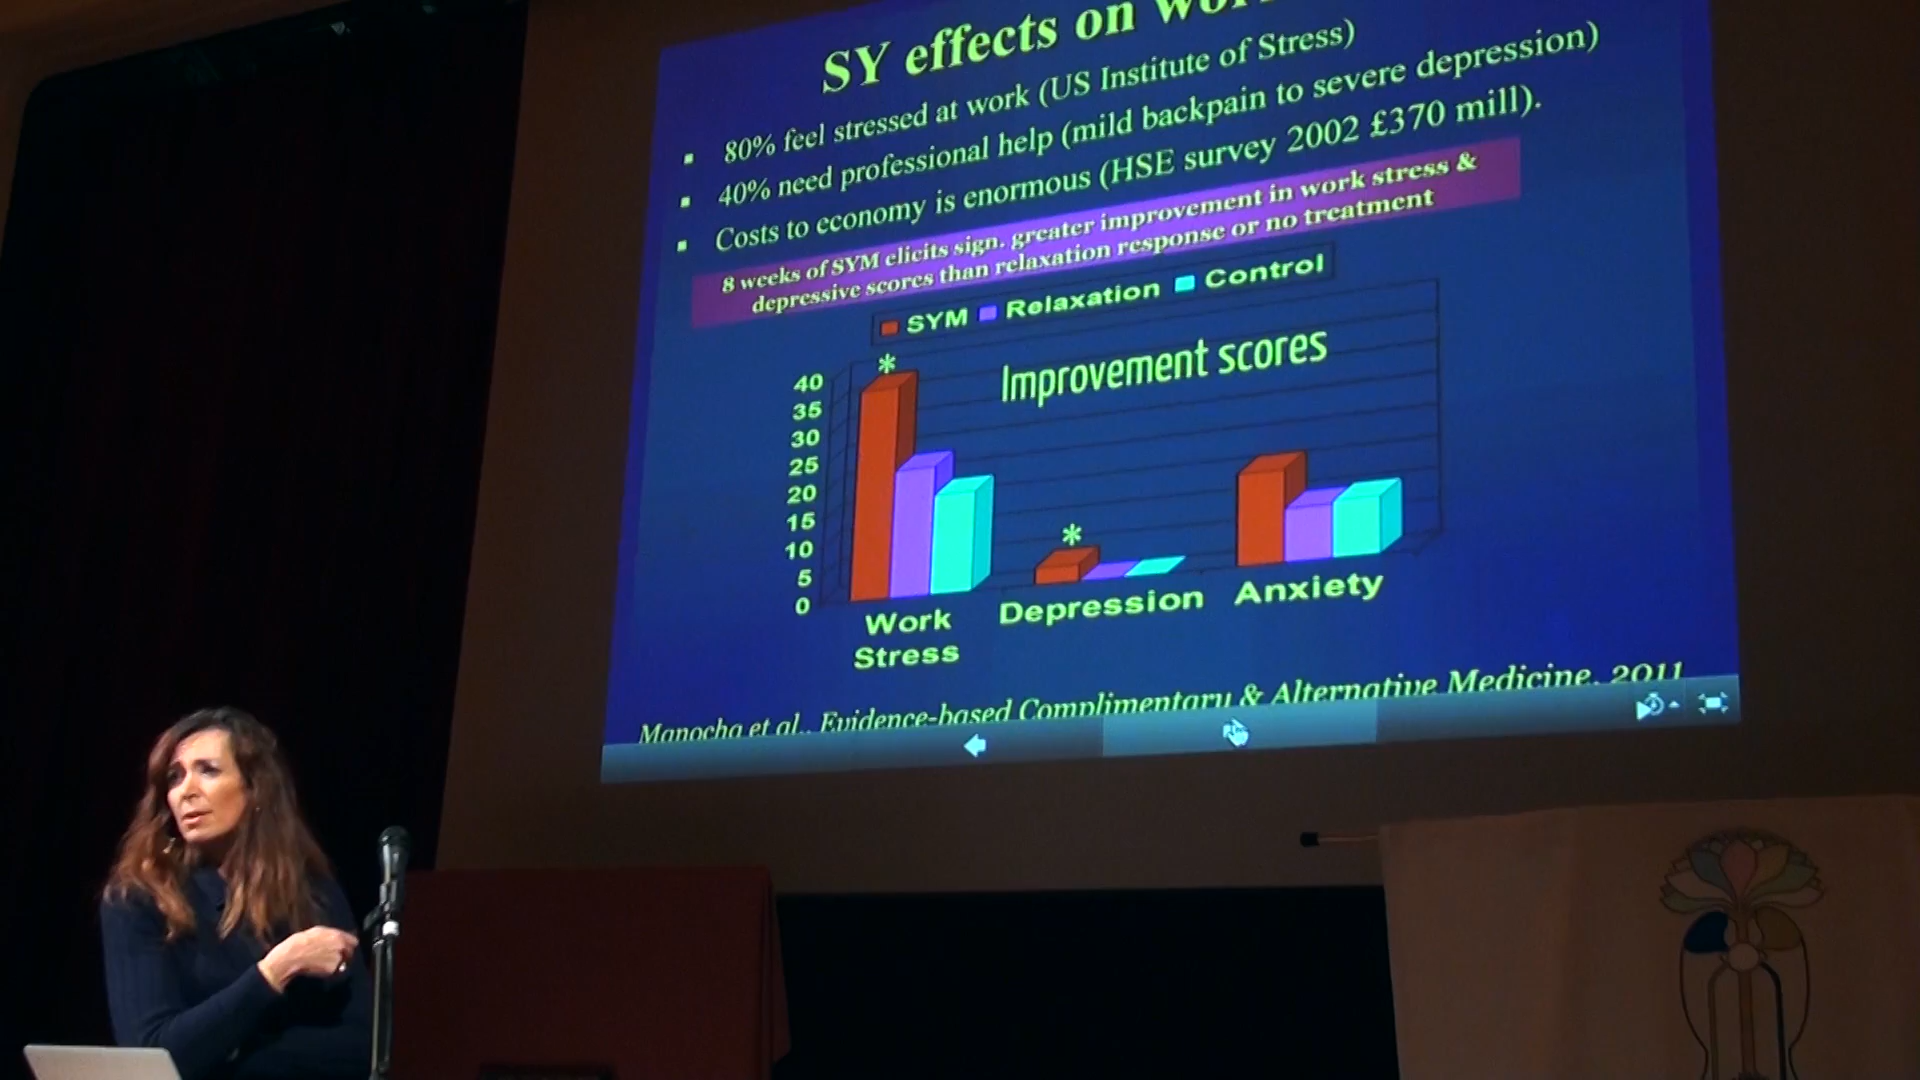 SY effects on
▪ 80% feel stressed at work (US Institute of Stress)
▪ 40% need professional help (mild backpain to severe depression)
▪ Costs to economy is enormous (HSE survey 2002 £370 mill).
8 weeks of SYM elicits sign. greater improvement in work stress &
depressive scores than relaxation response or no treatment
SYM Relaxation Control
Improvement scores
*
40
35
30
25
20
15
10
5
0
*
Work
Stress
Depression
Anxiety
Manocha et al., Evidence-based Complimentary & Alternative Medicine, 2011